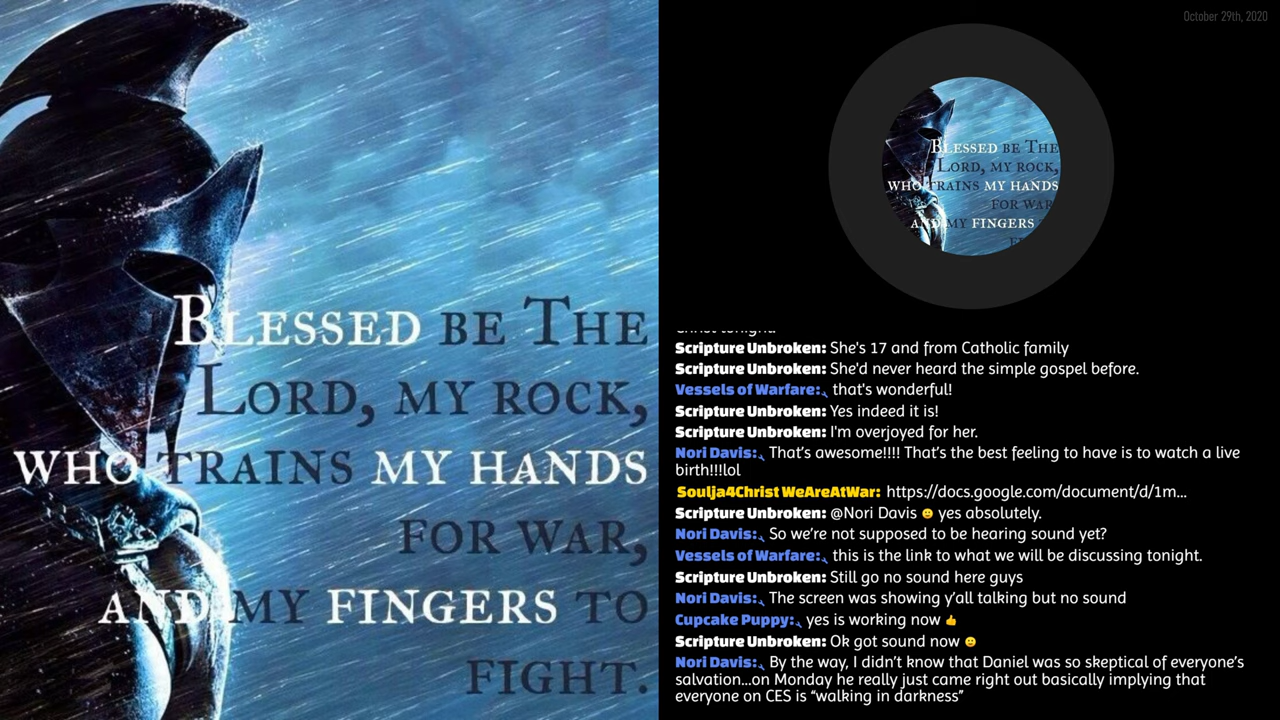 BLESSED BE THE
LORD, MY ROCK,
WHO TRAINS MY HANDS
FOR WAR,
AND MY FINGERS TO
FIGHT.
October 29th, 2020
BLESSED BE THE
LORD, MY ROCK,
WHO TRAINS MY HANDS
FOR WAR
AND MY FINGERS
Christ tonight.
Scripture Unbroken: She's 17 and from Catholic family
Scripture Unbroken: She'd never heard the simple gospel before.
Vessels of Warfare: that's wonderful!
Scripture Unbroken: Yes indeed it is!
Scripture Unbroken: I'm overjoyed for her.
Nori Davis: That’s awesome!!!! That’s the best feeling to have is to watch a live
birth!!!lol
Soulja4Christ WeAreAtWar: https://docs.google.com/document/d/1m...
Scripture Unbroken: @Nori Davis 🙂 yes absolutely.
Nori Davis: So we’re not supposed to be hearing sound yet?
Vessels of Warfare: this is the link to what we will be discussing tonight.
Scripture Unbroken: Still go no sound here guys
Nori Davis: The screen was showing y’all talking but no sound
Cupcake Puppy: yes is working now 👍
Scripture Unbroken: Ok got sound now 🙂
Nori Davis: By the way, I didn’t know that Daniel was so skeptical of everyone’s
salvation...on Monday he really just came right out basically implying that
everyone on CES is “walking in darkness”